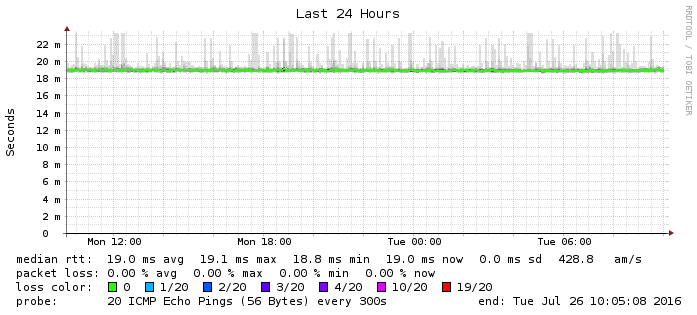 Last 24 Hours
RRDTOOL / TOBI OETIKER
Seconds
22 m
20 m
18 m
16 m
14 m
12 m
10 m
8 m
6 m
4 m
2 m
0
Mon 12:00 Mon 18:00 Tue 00:00 Tue 06:00
median rtt: 19.0 ms avg 19.1 ms max 18.8 ms min 19.0 ms now 0.0 ms sd 428.8 am/s
packet loss: 0.00 % avg 0.00 % max 0.00 % min 0.00 % now
loss color: 0 1/20 2/20 3/20 4/20 10/20 19/20
probe: 20 ICMP Echo Pings (56 Bytes) every 300s end: Tue Jul 26 10:05:08 2016